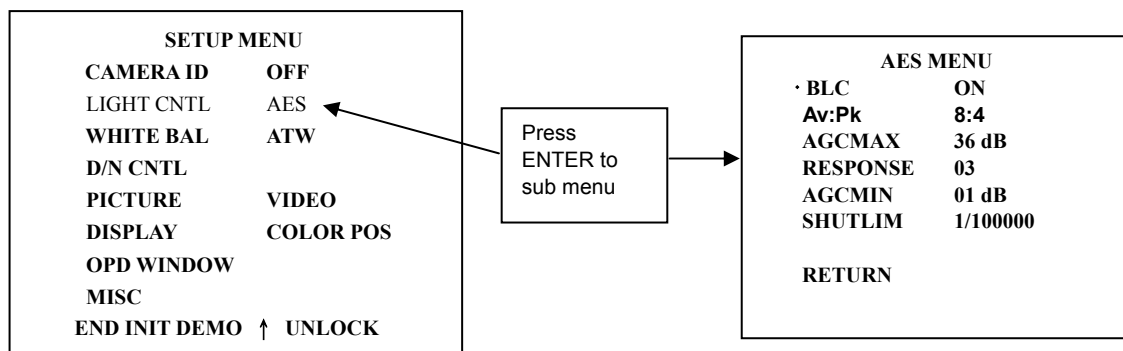 SETUP MENU
CAMERA ID OFF
LIGHT CNTL AES
WHITE BAL ATW
D/N CNTL
PICTURE VIDEO
DISPLAY COLOR POS
OPD WINDOW
MISC
END INIT DEMO ↑ UNLOCK
Press
ENTER to
sub menu
AES MENU
· BLC ON
Av:Pk 8:4
AGCMAX 36 dB
RESPONSE 03
AGCMIN 01 dB
SHUTLIM 1/100000
RETURN